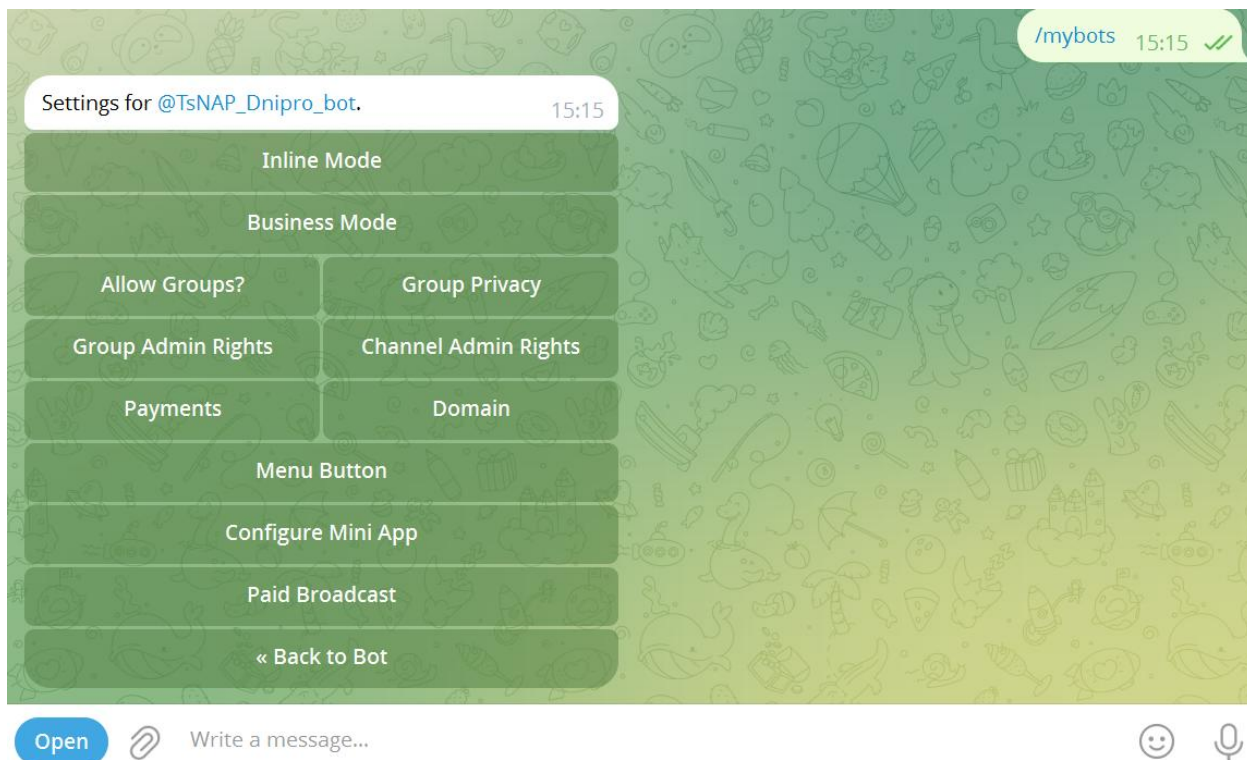 /mybots 15:15
Settings for @TsNAP_Dnipro_bot. 15:15
Inline Mode
Business Mode
Allow Groups? Group Privacy
Group Admin Rights Channel Admin Rights
Payments Domain
Menu Button
Configure Mini App
Paid Broadcast
« Back to Bot
Open Write a message...